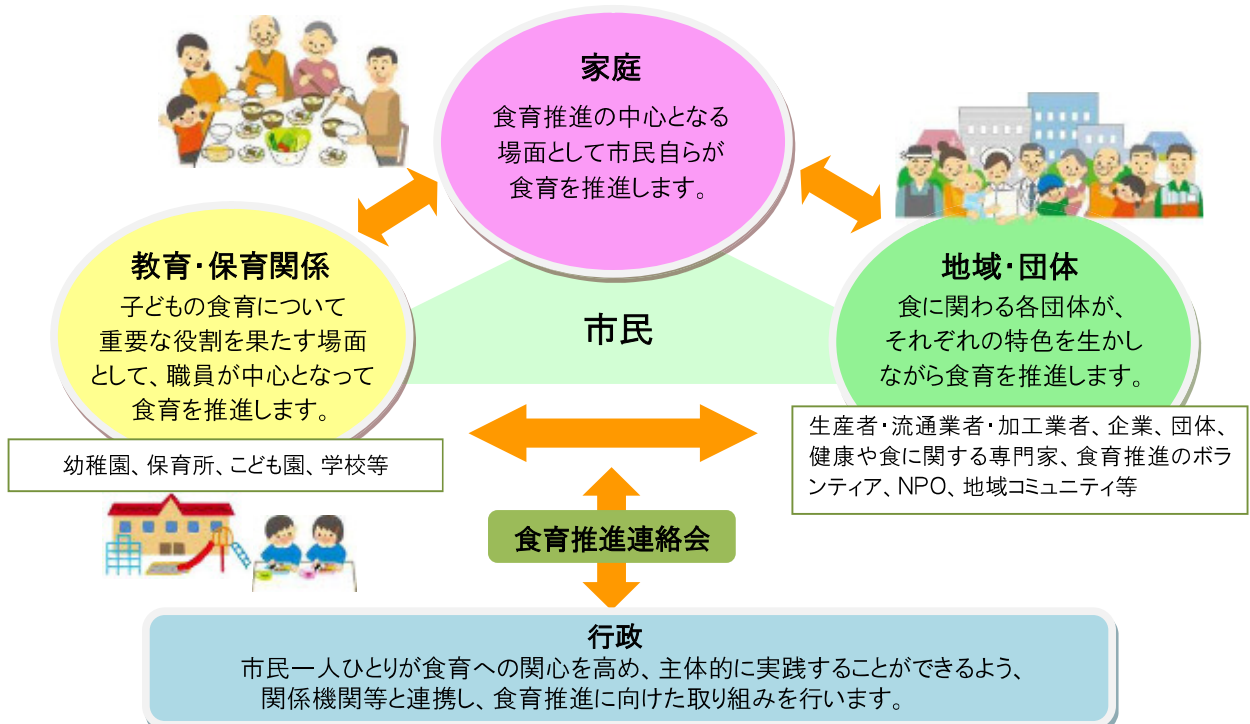 家庭
食育推進の中心となる
場面として市民自らが
食育を推進します。
教育・保育関係
子どもの食育について
重要な役割を果たす場面
として、職員が中心となって
食育を推進します。
幼稚園、保育所、こども園、学校等
地域・団体
食に関わる各団体が、
それぞれの特色を生かし
ながら食育を推進します。
生産者・流通業者・加工業者、企業、団体、
健康や食に関する専門家、食育推進のボラ
ンティア、NPO、地域コミュニティ等
市民
食育推進連絡会
行政
市民一人ひとりが食育への関心を高め、主体的に実践することができるよう、
関係機関等と連携し、食育推進に向けた取り組みを行います。